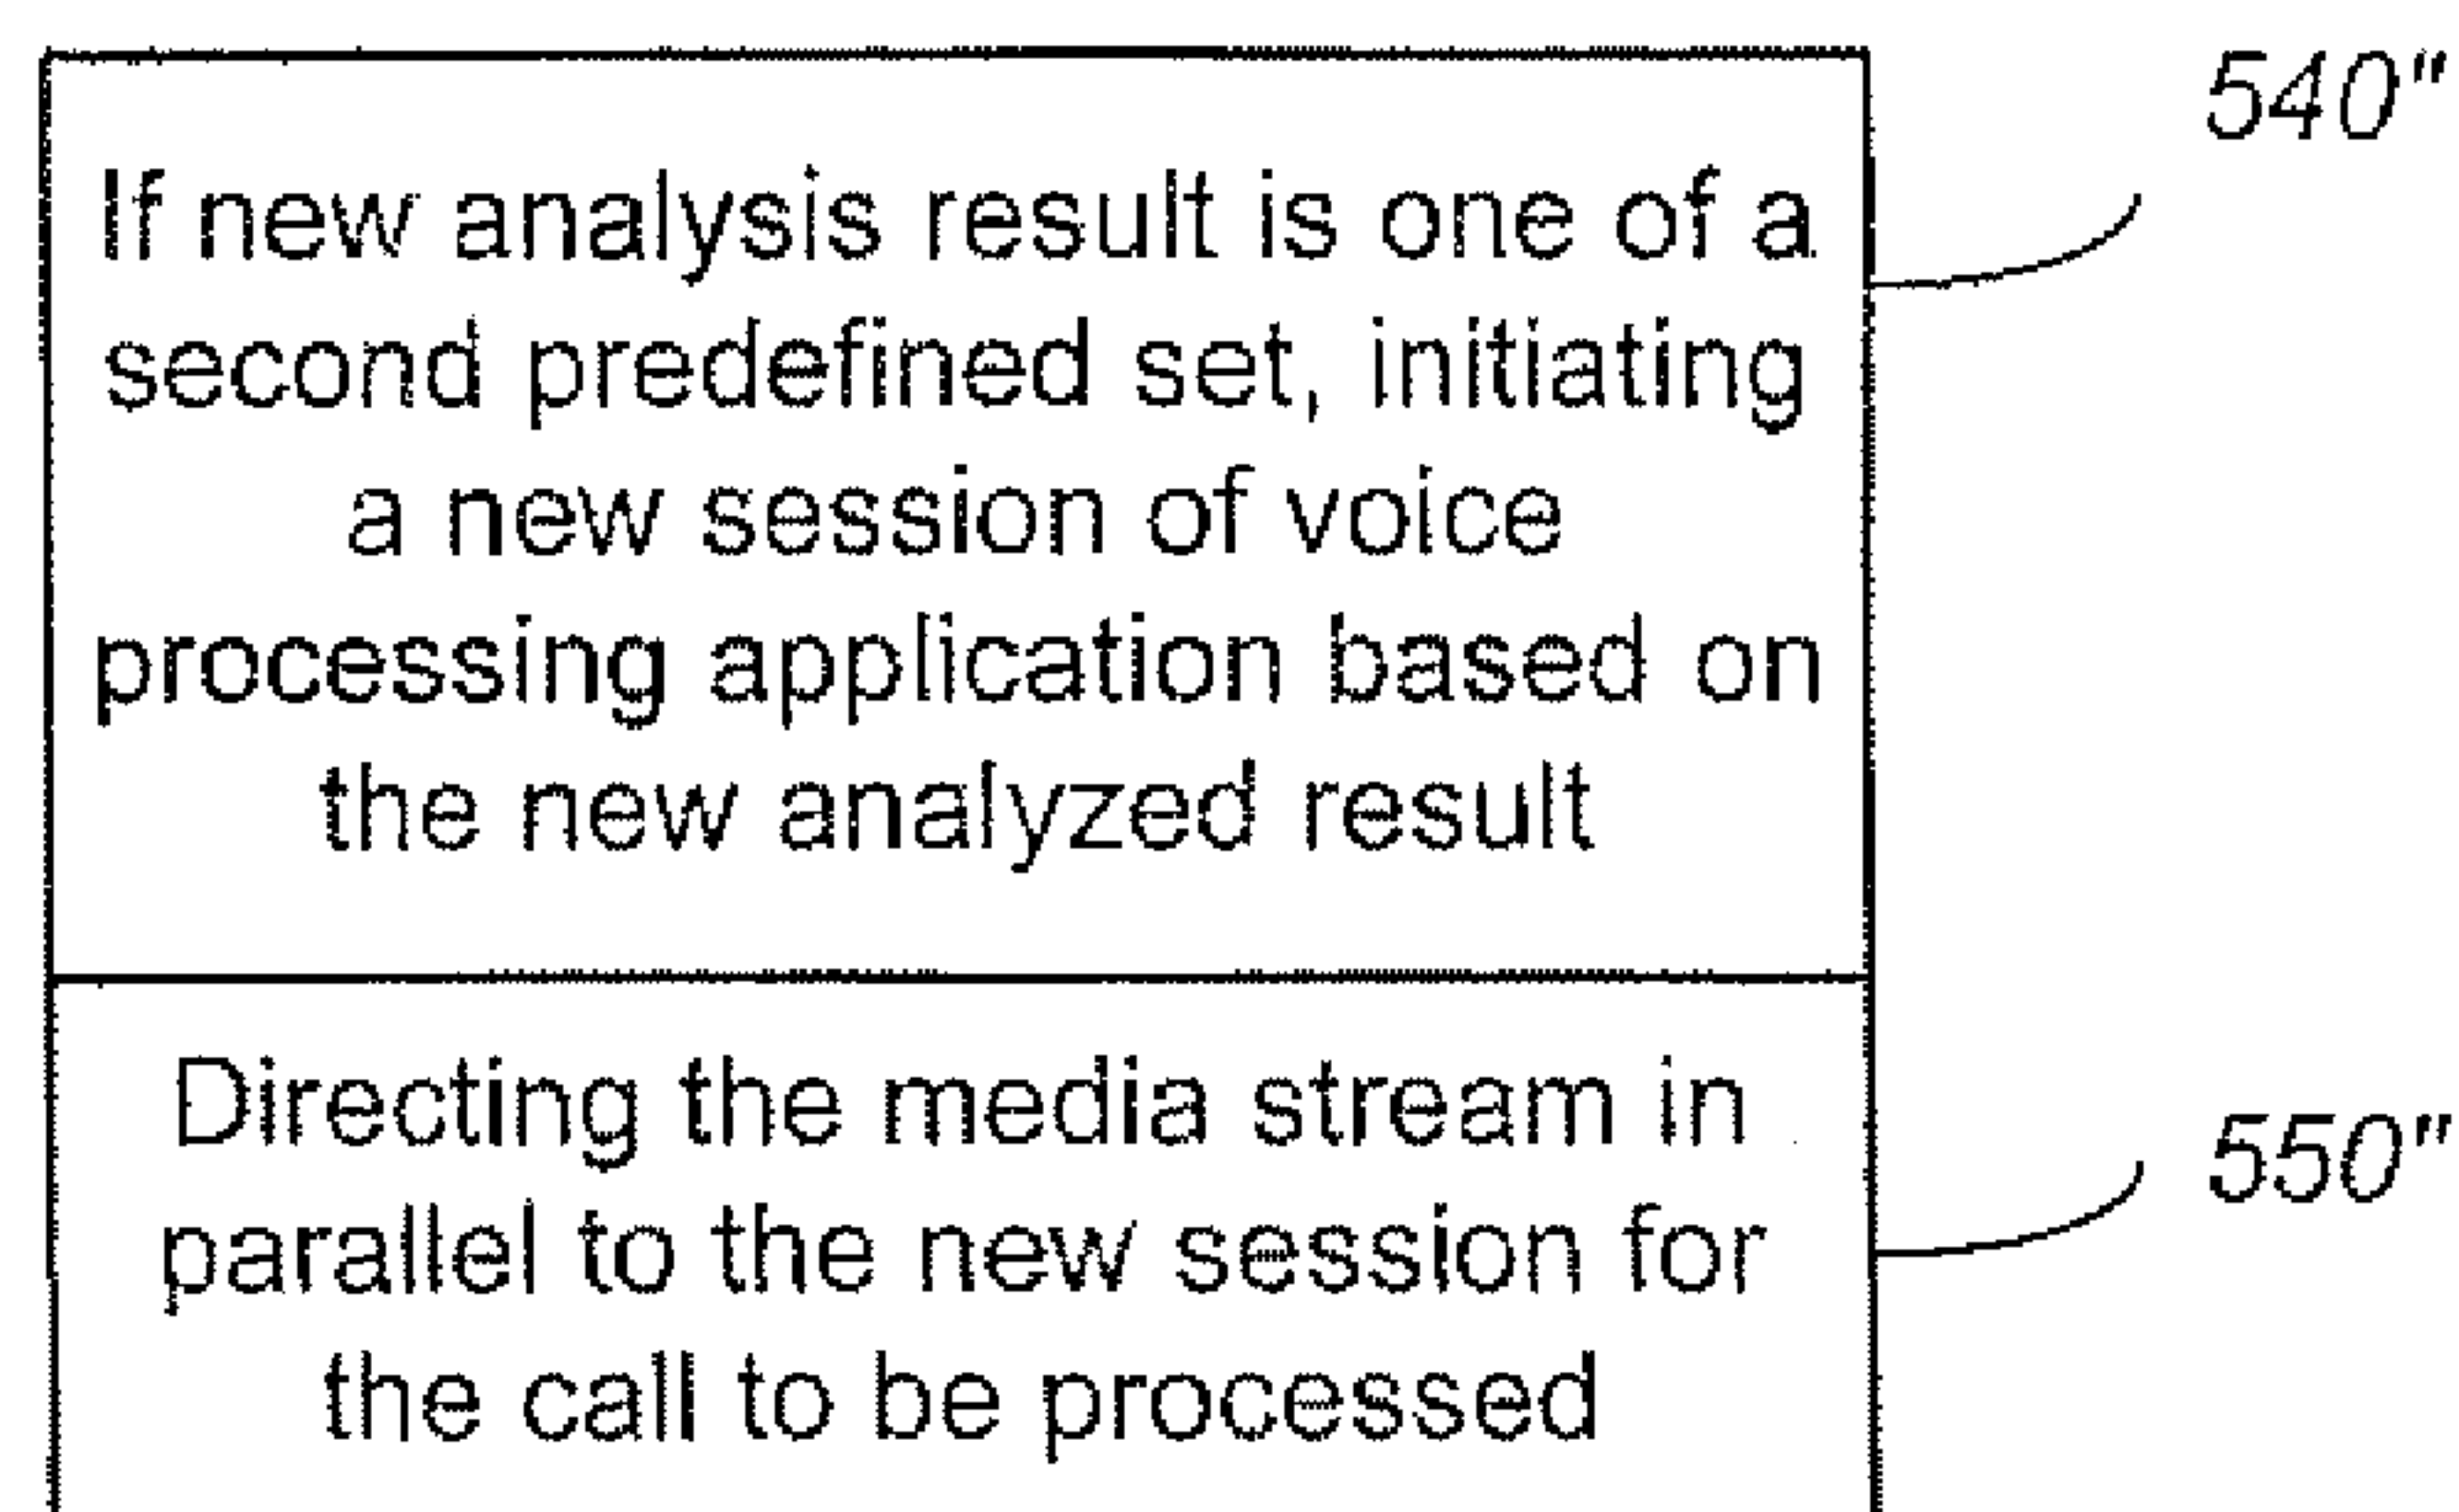 540"
If new analysis result is one of a
second predefined set, initiating
a new session of voice
processing application based on
the new analyzed result
Directing the media stream in
550"
parallel to the new session for
the call to be processed